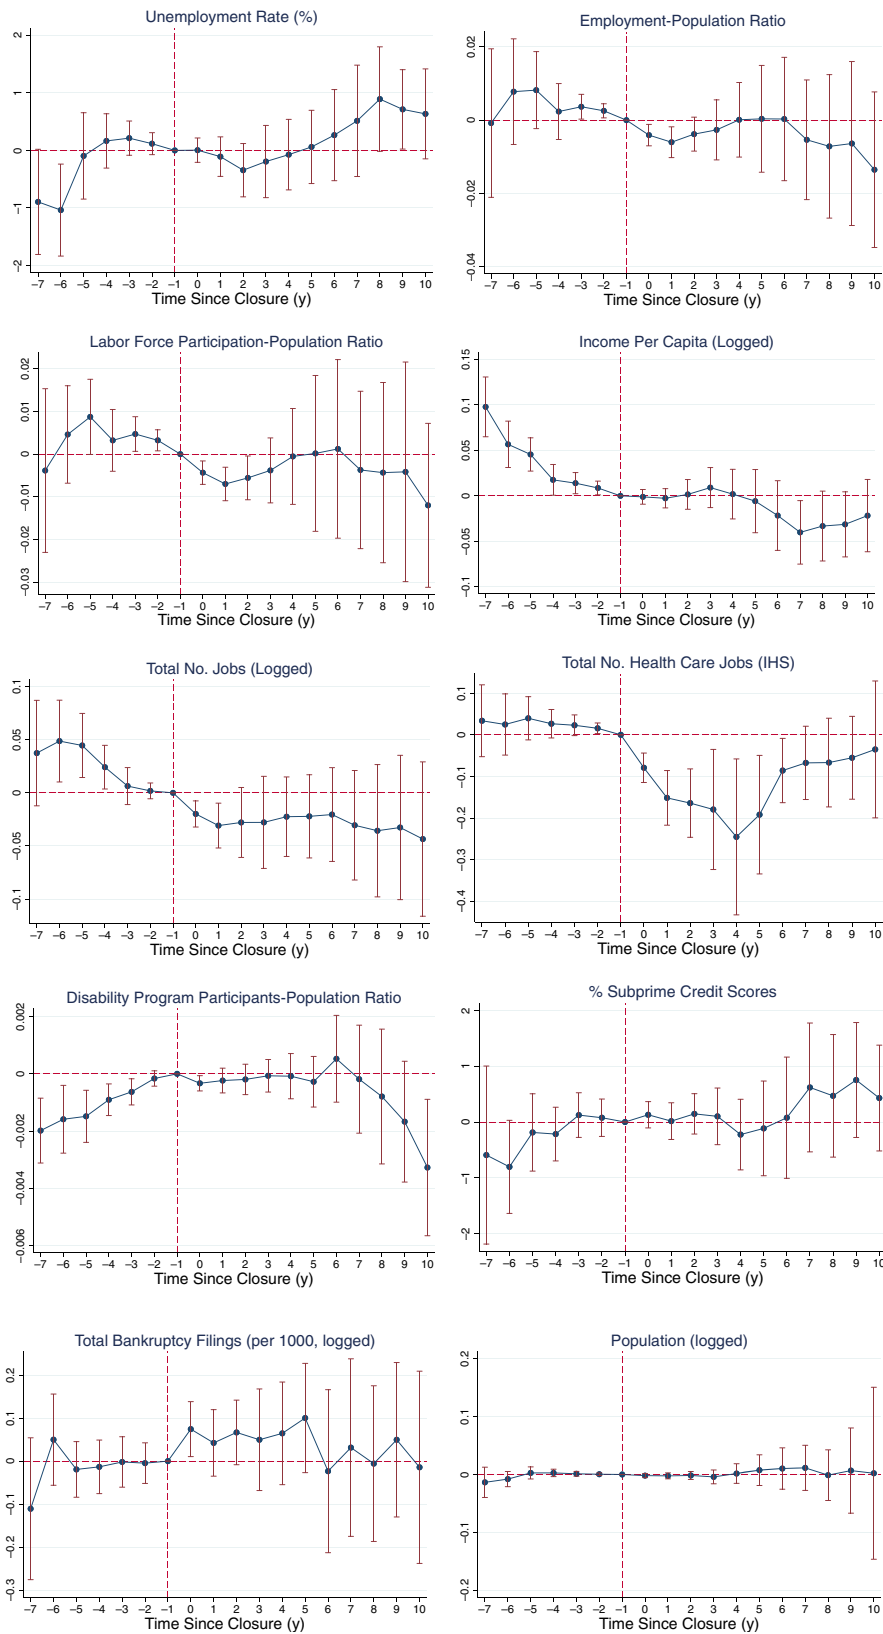 Unemployment Rate (%)
2
1
0
−1
−2
−7 −6 −5 −4 −3 −2 −1 0 1 2 3 4 5 6 7 8 9 10
Time Since Closure (y)
Employment-Population Ratio
0.02
0
−0.02
−0.04
−7 −6 −5 −4 −3 −2 −1 0 1 2 3 4 5 6 7 8 9 10
Time Since Closure (y)
Labor Force Participation-Population Ratio
0.02
0.01
0
−0.01
−0.02
−0.03
−7 −6 −5 −4 −3 −2 −1 0 1 2 3 4 5 6 7 8 9 10
Time Since Closure (y)
Income Per Capita (Logged)
0.15
0.1
0.05
0
−0.05
−0.1
−7 −6 −5 −4 −3 −2 −1 0 1 2 3 4 5 6 7 8 9 10
Time Since Closure (y)
Total No. Jobs (Logged)
0.1
0.05
0
−0.05
−0.1
−7 −6 −5 −4 −3 −2 −1 0 1 2 3 4 5 6 7 8 9 10
Time Since Closure (y)
Total No. Health Care Jobs (IHS)
0.1
0
−0.1
−0.2
−0.3
−0.4
−7 −6 −5 −4 −3 −2 −1 0 1 2 3 4 5 6 7 8 9 10
Time Since Closure (y)
Disability Program Participants-Population Ratio
0.002
0
−0.002
−0.004
−0.006
−7 −6 −5 −4 −3 −2 −1 0 1 2 3 4 5 6 7 8 9 10
Time Since Closure (y)
% Subprime Credit Scores
2
1
0
−1
−2
−7 −6 −5 −4 −3 −2 −1 0 1 2 3 4 5 6 7 8 9 10
Time Since Closure (y)
Total Bankruptcy Filings (per 1000, logged)
0.2
0.1
0
−0.1
−0.2
−0.3
−7 −6 −5 −4 −3 −2 −1 0 1 2 3 4 5 6 7 8 9 10
Time Since Closure (y)
Population (logged)
0.2
0.1
0
−0.1
−0.2
−7 −6 −5 −4 −3 −2 −1 0 1 2 3 4 5 6 7 8 9 10
Time Since Closure (y)